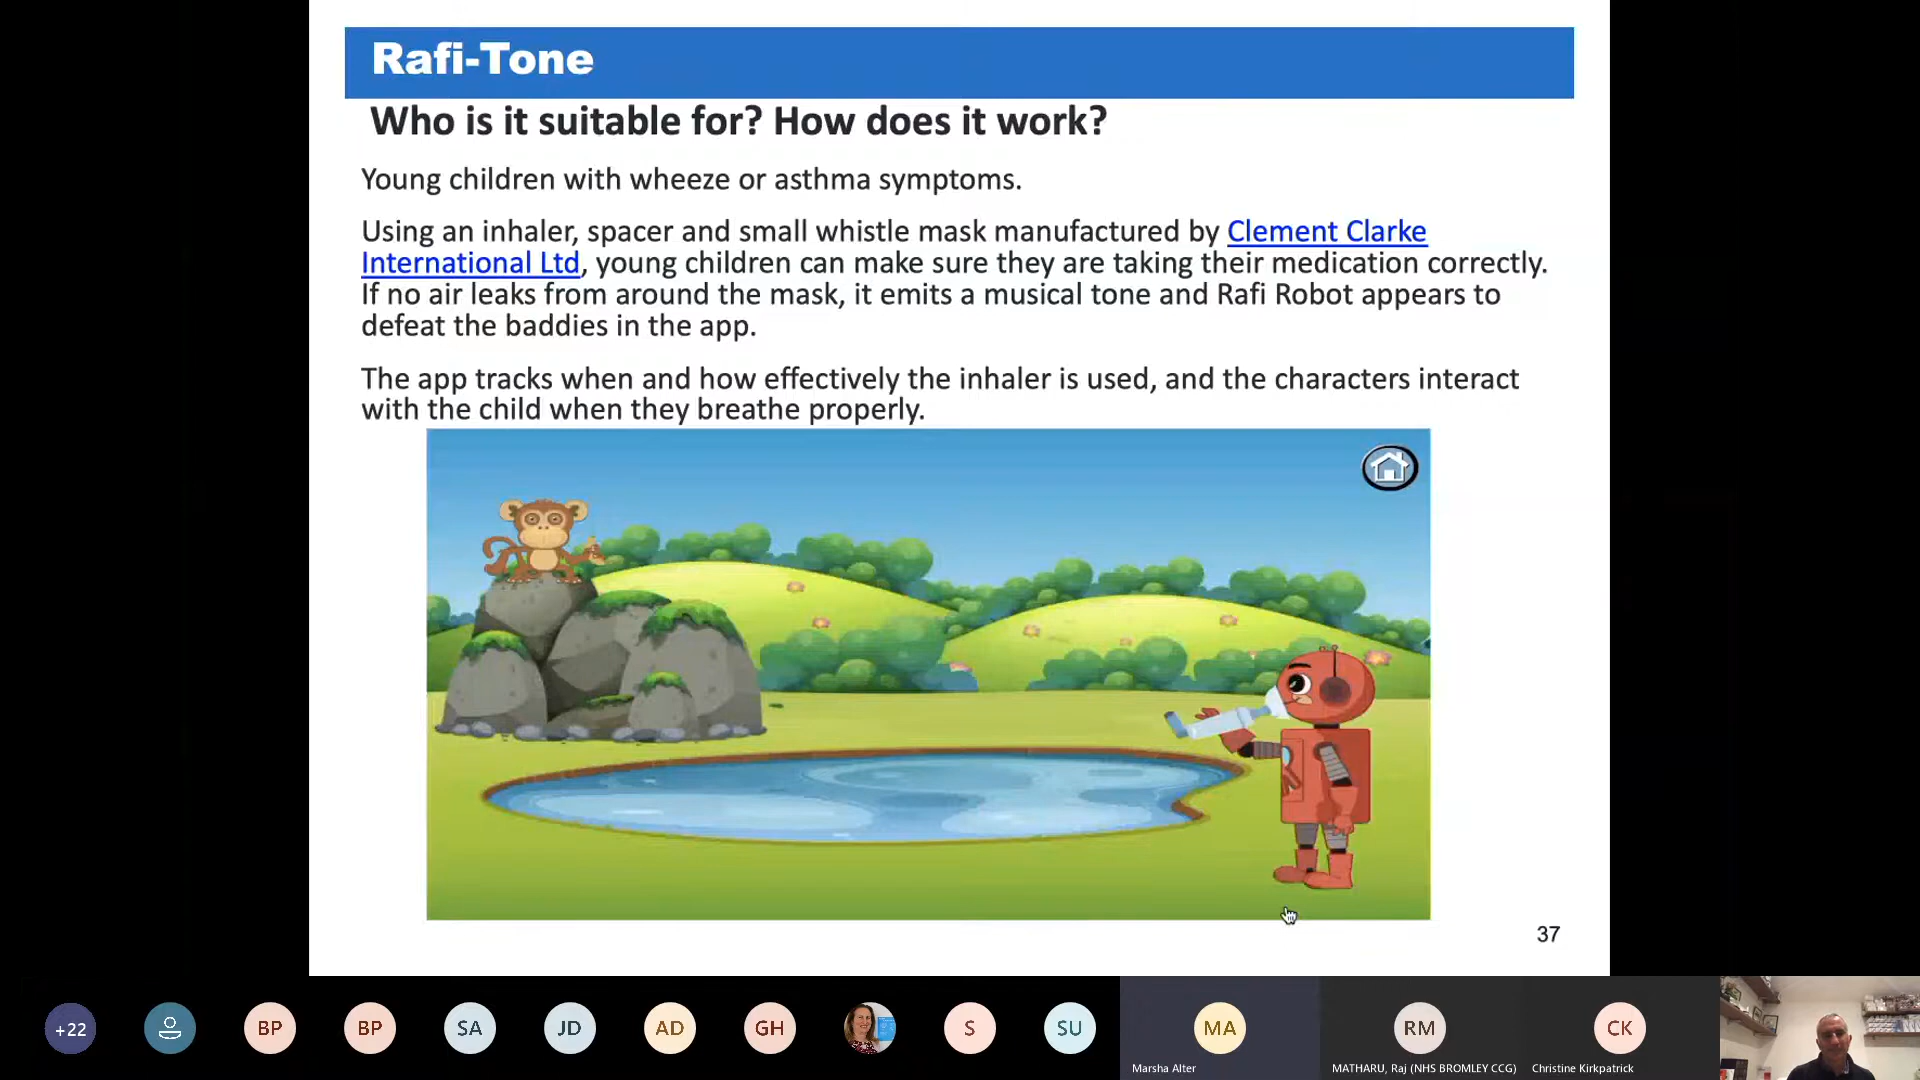 Rafi-Tone
Who is it suitable for? How does it work?
Young children with wheeze or asthma symptoms.
Using an inhaler, spacer and small whistle mask manufactured by Clement Clarke
International Ltd, young children can make sure they are taking their medication correctly.
If no air leaks from around the mask, it emits a musical tone and Rafi Robot appears to
defeat the baddies in the app.
The app tracks when and how effectively the inhaler is used, and the characters interact
with the child when they breathe properly.
37
+22
BP
BP
SA
JD
AD
GH
S
SU
MA
RM
CK
Marsha Alter
MATHARU, Raj (NHS BROMLEY CCG)
Christine Kirkpatrick